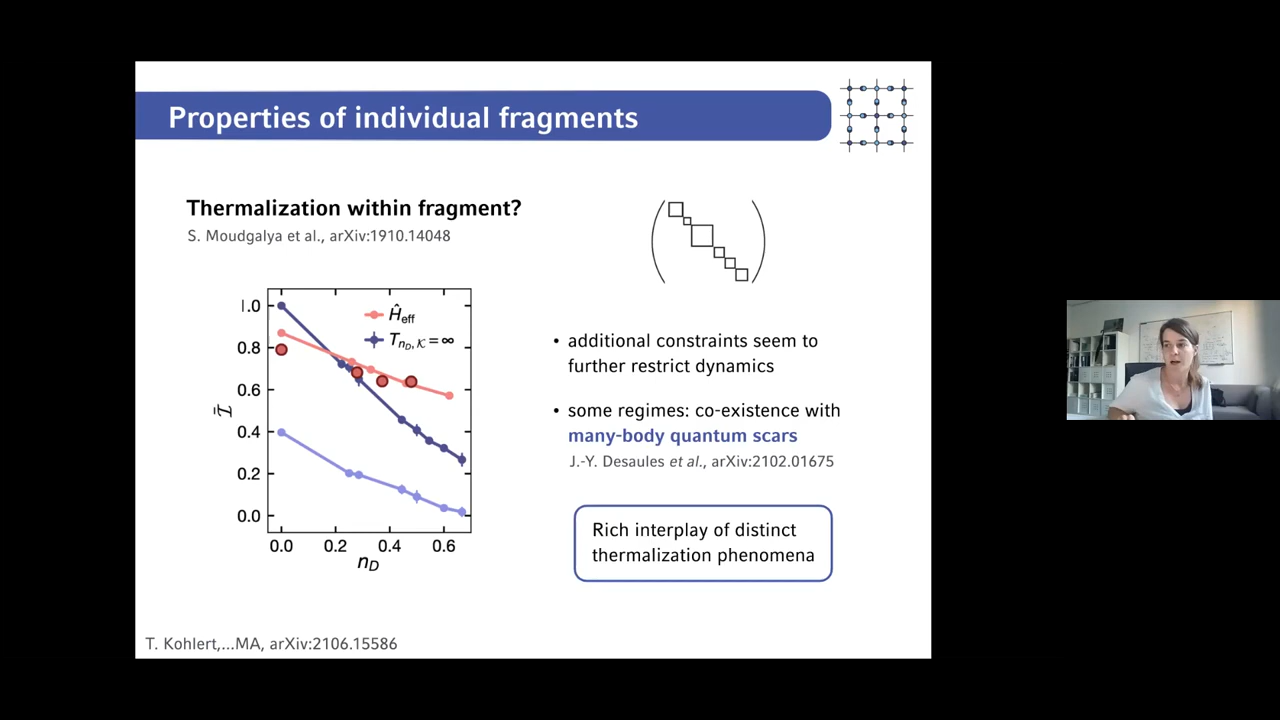 Properties of individual fragments
Thermalization within fragment?
S. Moudgalya et al., arXiv:1910.14048
1.0
0.8
0.6
0.4
0.2
0.0
Ī
Ĥeff
T n_D, 𝒦 = ∞
0.0 0.2 0.4 0.6
n_D
• additional constraints seem to
further restrict dynamics
• some regimes: co-existence with
many-body quantum scars
J.-Y. Desaules et al., arXiv:2102.01675
Rich interplay of distinct
thermalization phenomena
T. Kohlert,...MA, arXiv:2106.15586